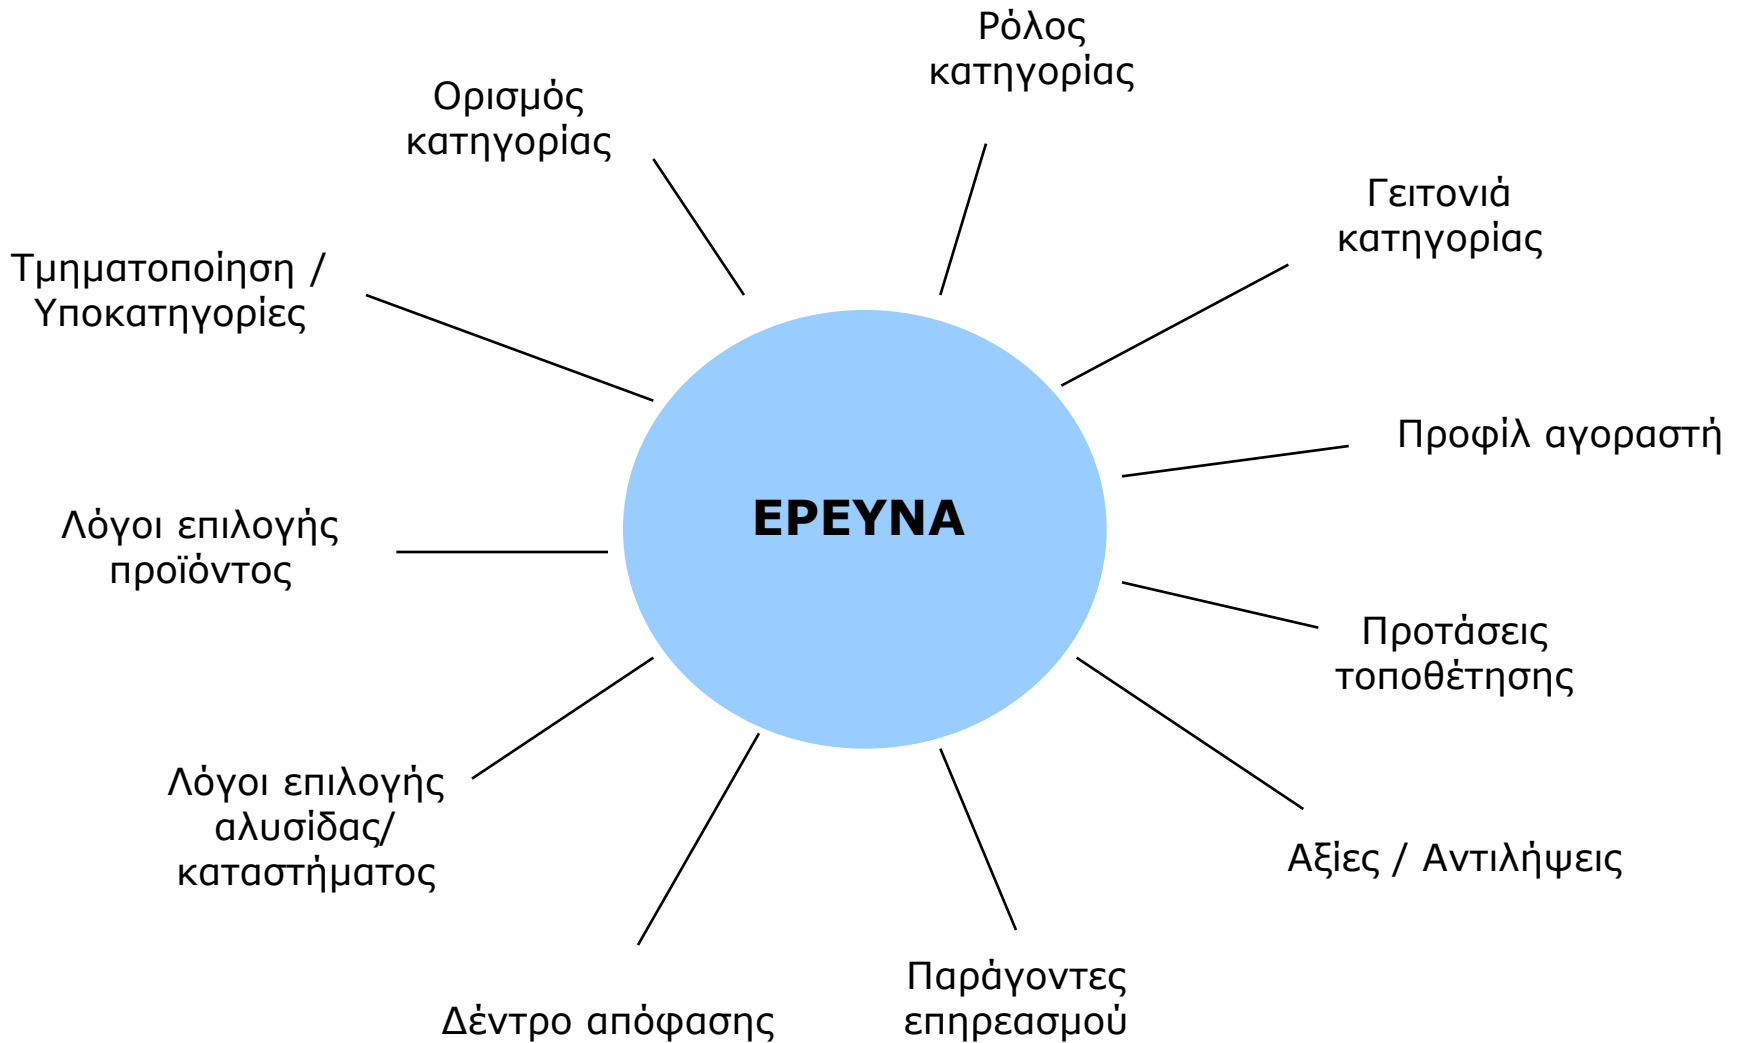 Ρόλος
κατηγορίας
Ορισμός
κατηγορίας
Γειτονιά
κατηγορίας
Τμηματοποίηση /
Υποκατηγορίες
Προφίλ αγοραστή
ΕΡΕΥΝΑ
Λόγοι επιλογής
προϊόντος
Προτάσεις
τοποθέτησης
Λόγοι επιλογής
αλυσίδας/
καταστήματος
Αξίες / Αντιλήψεις
Δέντρο απόφασης
Παράγοντες
επηρεασμού